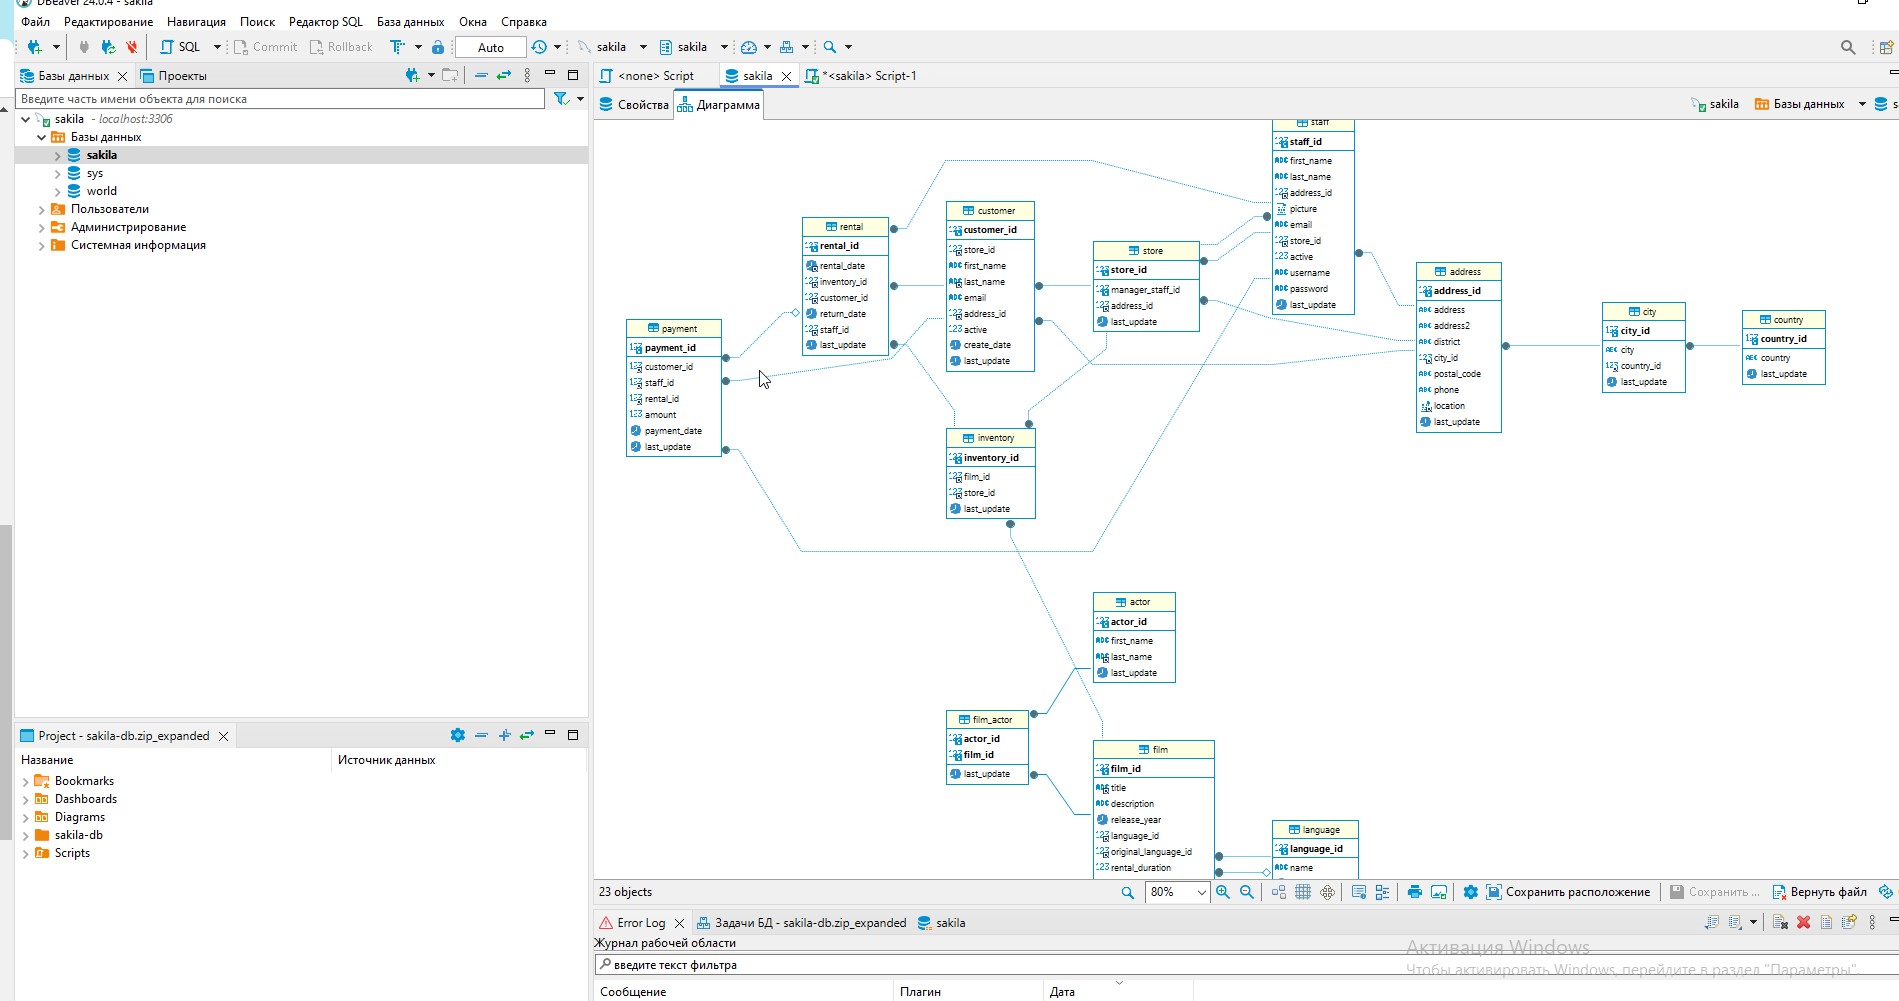 DBeaver 24.0.4 - sakila
Файл Редактирование Навигация Поиск Редактор SQL База данных Окна Справка
SQL Commit Rollback Auto sakila sakila
Базы данных Проекты
Введите часть имени объекта для поиска
sakila - localhost:3306
Базы данных
sakila
sys
world
Пользователи
Администрирование
Системная информация
Project - sakila-db.zip_expanded
Название Источник данных
Bookmarks
Dashboards
Diagrams
sakila-db
Scripts
<none> Script sakila *<sakila> Script-1
Свойства Диаграмма sakila Базы данных
payment
payment_id
customer_id
staff_id
rental_id
amount
payment_date
last_update
rental
rental_id
rental_date
inventory_id
customer_id
return_date
staff_id
last_update
customer
customer_id
store_id
first_name
last_name
email
address_id
active
create_date
last_update
store
store_id
manager_staff_id
address_id
last_update
staff
staff_id
first_name
last_name
address_id
picture
email
store_id
active
username
password
last_update
address
address_id
address
address2
district
city_id
postal_code
phone
location
last_update
city
city_id
city
country_id
last_update
country
country_id
country
last_update
inventory
inventory_id
film_id
store_id
last_update
actor
actor_id
first_name
last_name
last_update
film_actor
actor_id
film_id
last_update
film
film_id
title
description
release_year
language_id
original_language_id
rental_duration
language
language_id
name
23 objects 80% Сохранить расположение Сохранить ... Вернуть файл
Error Log Задачи БД - sakila-db.zip_expanded sakila
Журнал рабочей области
введите текст фильтра
Сообщение Плагин Дата
Активация Windows
Чтобы активировать Windows, перейдите в раздел "Параметры".